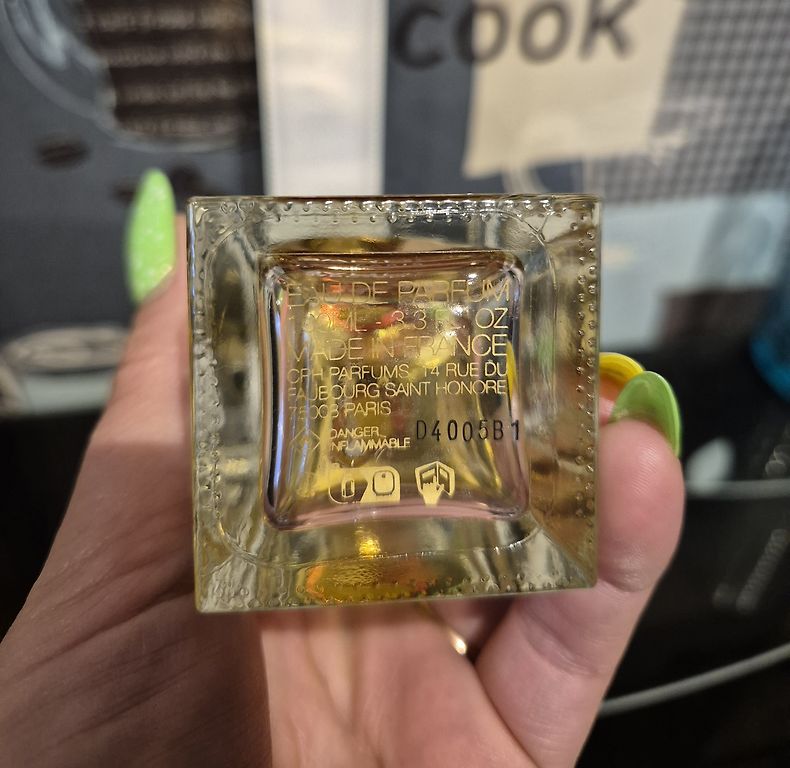 cook
EAU DE PARFUM
100ML - 3.3 FL OZ
MADE IN FRANCE
CPH PARFUMS, 14 RUE DU
FAUBOURG SAINT HONORE
75008 PARIS
DANGER
INFLAMMABLE
D4005B1